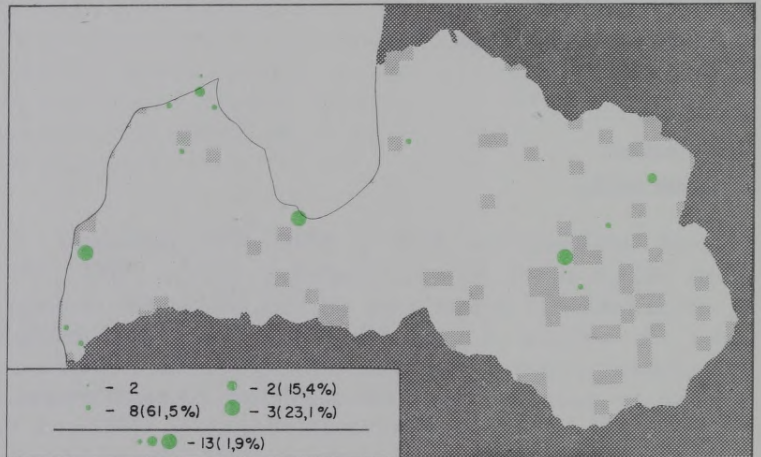 - 2 - 2(15,4%)
- 8(61,5%) - 3(23,1%)
- 13(1,9%)